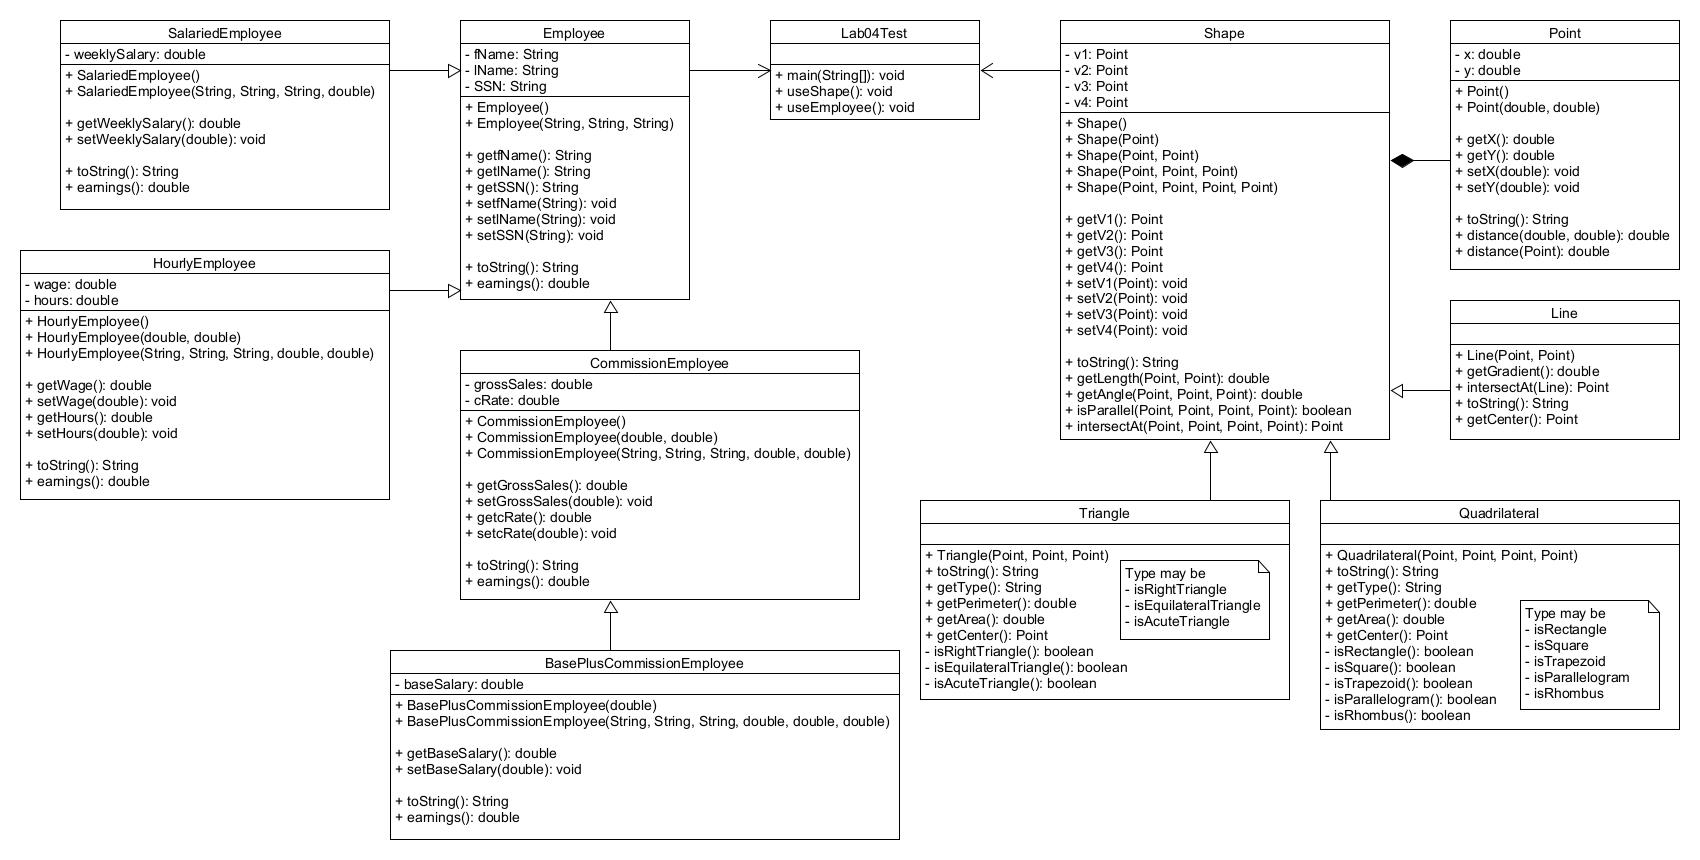 SalariedEmployee
- weeklySalary: double
+ SalariedEmployee()
+ SalariedEmployee(String, String, String, double)
+ getWeeklySalary(): double
+ setWeeklySalary(double): void
+ toString(): String
+ earnings(): double
Employee
- fName: String
- lName: String
- SSN: String
+ Employee()
+ Employee(String, String, String)
+ getfName(): String
+ getlName(): String
+ getSSN(): String
+ setfName(String): void
+ setlName(String): void
+ setSSN(String): void
+ toString(): String
+ earnings(): double
Lab04Test
+ main(String[]): void
+ useShape(): void
+ useEmployee(): void
Shape
- v1: Point
- v2: Point
- v3: Point
- v4: Point
+ Shape()
+ Shape(Point)
+ Shape(Point, Point)
+ Shape(Point, Point, Point)
+ Shape(Point, Point, Point, Point)
+ getV1(): Point
+ getV2(): Point
+ getV3(): Point
+ getV4(): Point
+ setV1(Point): void
+ setV2(Point): void
+ setV3(Point): void
+ setV4(Point): void
+ toString(): String
+ getLength(Point, Point): double
+ getAngle(Point, Point, Point): double
+ isParallel(Point, Point, Point, Point): boolean
+ intersectAt(Point, Point, Point, Point): Point
Point
- x: double
- y: double
+ Point()
+ Point(double, double)
+ getX(): double
+ getY(): double
+ setX(double): void
+ setY(double): void
+ toString(): String
+ distance(double, double): double
+ distance(Point): double
HourlyEmployee
- wage: double
- hours: double
+ HourlyEmployee()
+ HourlyEmployee(double, double)
+ HourlyEmployee(String, String, String, double, double)
+ getWage(): double
+ setWage(double): void
+ getHours(): double
+ setHours(double): void
+ toString(): String
+ earnings(): double
CommissionEmployee
- grossSales: double
- cRate: double
+ CommissionEmployee()
+ CommissionEmployee(double, double)
+ CommissionEmployee(String, String, String, double, double)
+ getGrossSales(): double
+ setGrossSales(double): void
+ getcRate(): double
+ setcRate(double): void
+ toString(): String
+ earnings(): double
Line
+ Line(Point, Point)
+ getGradient(): double
+ intersectAt(Line): Point
+ toString(): String
+ getCenter(): Point
Triangle
+ Triangle(Point, Point, Point)
+ toString(): String
+ getType(): String
+ getPerimeter(): double
+ getArea(): double
+ getCenter(): Point
- isRightTriangle(): boolean
- isEquilateralTriangle(): boolean
- isAcuteTriangle(): boolean
Type may be
- isRightTriangle
- isEquilateralTriangle
- isAcuteTriangle
Quadrilateral
+ Quadrilateral(Point, Point, Point, Point)
+ toString(): String
+ getType(): String
+ getPerimeter(): double
+ getArea(): double
+ getCenter(): Point
- isRectangle(): boolean
- isSquare(): boolean
- isTrapezoid(): boolean
- isParallelogram(): boolean
- isRhombus(): boolean
Type may be
- isRectangle
- isSquare
- isTrapezoid
- isParallelogram
- isRhombus
BasePlusCommissionEmployee
- baseSalary: double
+ BasePlusCommissionEmployee(double)
+ BasePlusCommissionEmployee(String, String, String, double, double, double)
+ getBaseSalary(): double
+ setBaseSalary(double): void
+ toString(): String
+ earnings(): double